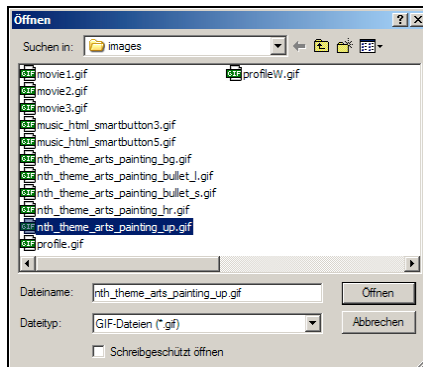 Öffnen
Suchen in: images
movie1.gif
movie2.gif
movie3.gif
music_html_smartbutton3.gif
music_html_smartbutton5.gif
nth_theme_arts_painting_bg.gif
nth_theme_arts_painting_bullet_l.gif
nth_theme_arts_painting_bullet_s.gif
nth_theme_arts_painting_hr.gif
nth_theme_arts_painting_up.gif
profile.gif
profileW.gif
Dateiname: nth_theme_arts_painting_up.gif Öffnen
Dateityp: GIF-Dateien (*.gif) Abbrechen
Schreibgeschützt öffnen